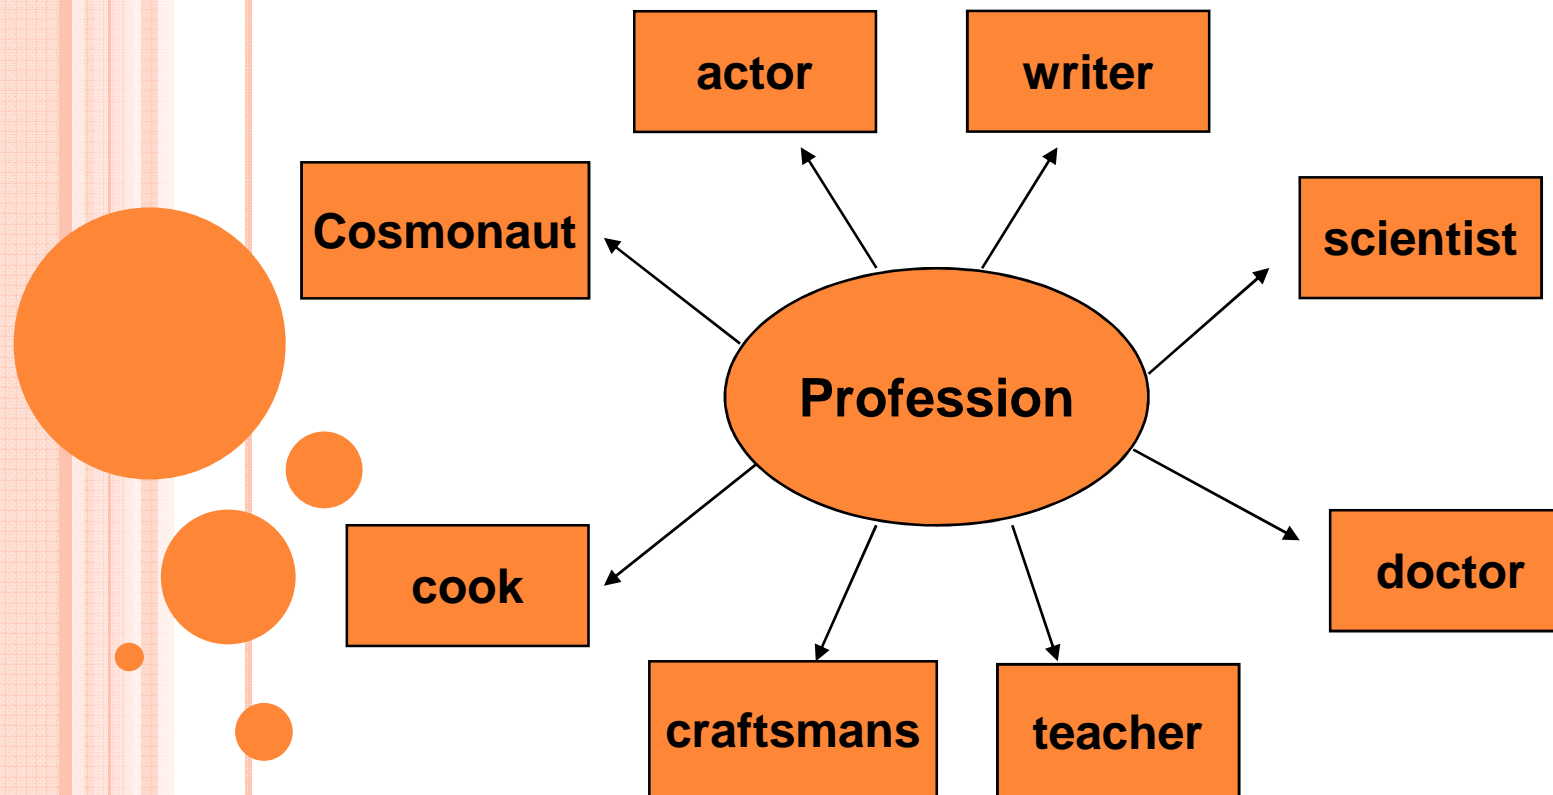 actor
writer
Cosmonaut
scientist
Profession
cook
doctor
craftsmans
teacher